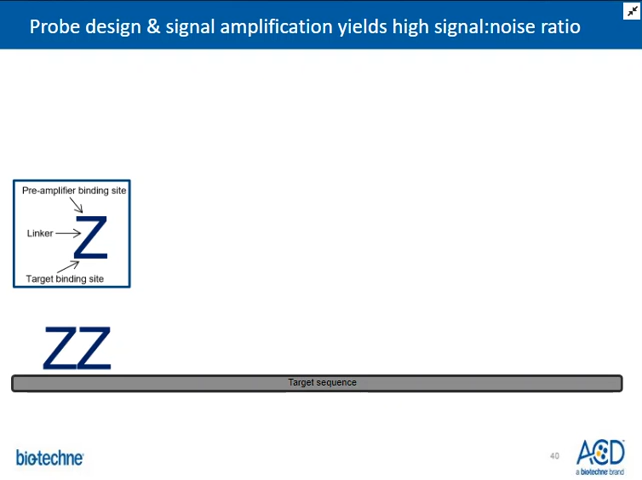 Probe design & signal amplification yields high signal:noise ratio
Pre-amplifier binding site
Z
Linker
Target binding site
ZZ
Target sequence
bio-techne
40
ACD
a biotechne brand